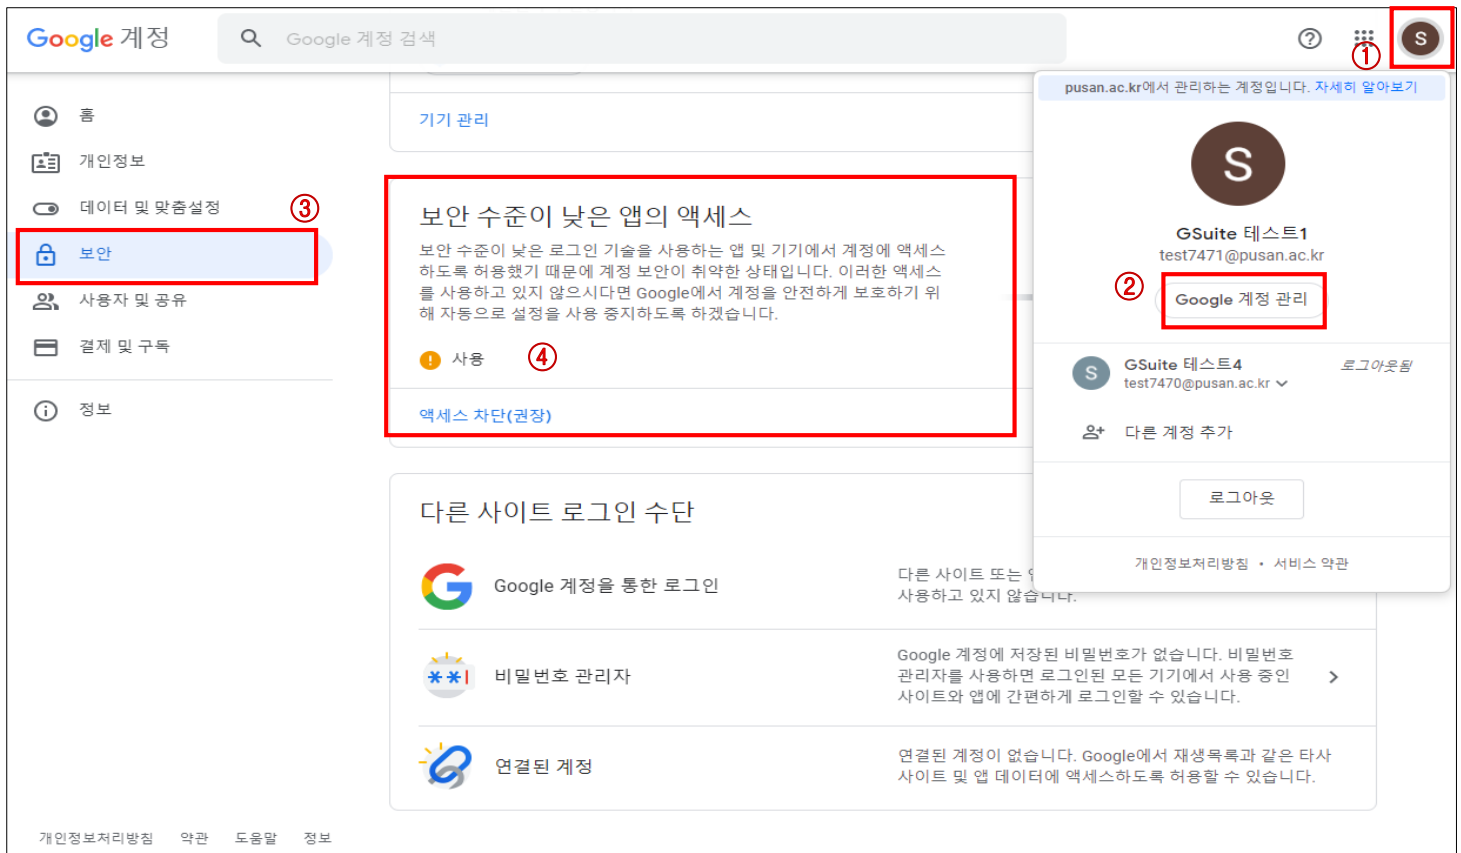 Google 계정
Google 계정 검색
①
S
홈
개인정보
데이터 및 맞춤설정
③
보안
사용자 및 공유
결제 및 구독
정보
기기 관리
보안 수준이 낮은 앱의 액세스
보안 수준이 낮은 로그인 기술을 사용하는 앱 및 기기에서 계정에 액세스
하도록 허용했기 때문에 계정 보안이 취약한 상태입니다. 이러한 액세스
를 사용하고 있지 않으시다면 Google에서 계정을 안전하게 보호하기 위
해 자동으로 설정을 사용 중지하도록 하겠습니다.
사용
④
액세스 차단(권장)
다른 사이트 로그인 수단
Google 계정을 통한 로그인
다른 사이트 또는
사용하고 있지 않습니다.
비밀번호 관리자
Google 계정에 저장된 비밀번호가 없습니다. 비밀번호
관리자를 사용하면 로그인된 모든 기기에서 사용 중인
사이트와 앱에 간편하게 로그인할 수 있습니다.
연결된 계정
연결된 계정이 없습니다. Google에서 재생목록과 같은 타사
사이트 및 앱 데이터에 액세스하도록 허용할 수 있습니다.
pusan.ac.kr에서 관리하는 계정입니다. 자세히 알아보기
S
GSuite 테스트1
test7471@pusan.ac.kr
②
Google 계정 관리
S
GSuite 테스트4
로그아웃됨
test7470@pusan.ac.kr
다른 계정 추가
로그아웃
개인정보처리방침 • 서비스 약관
개인정보처리방침 약관 도움말 정보